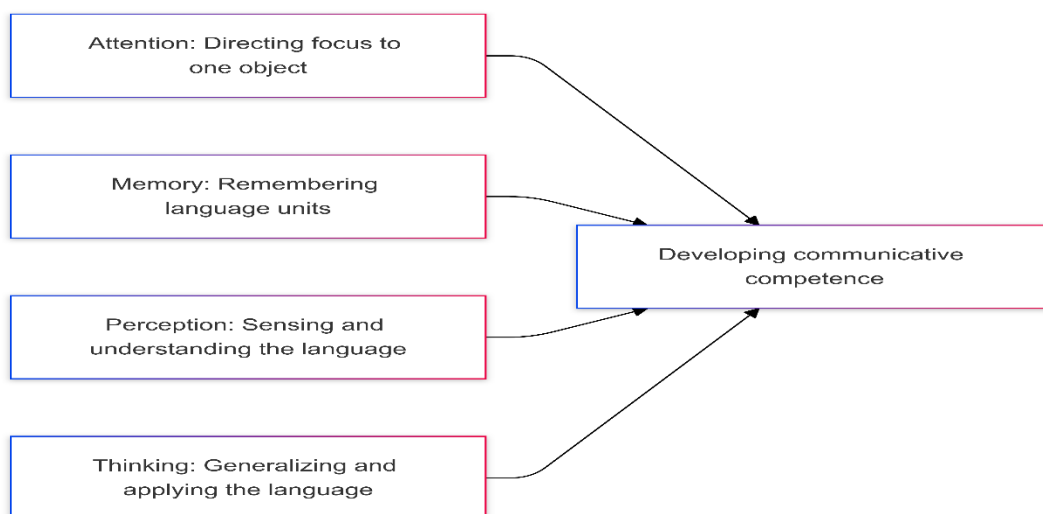 Attention: Directing focus to
one object
Memory: Remembering
language units
Perception: Sensing and
understanding the language
Thinking: Generalizing and
applying the language
Developing communicative
competence